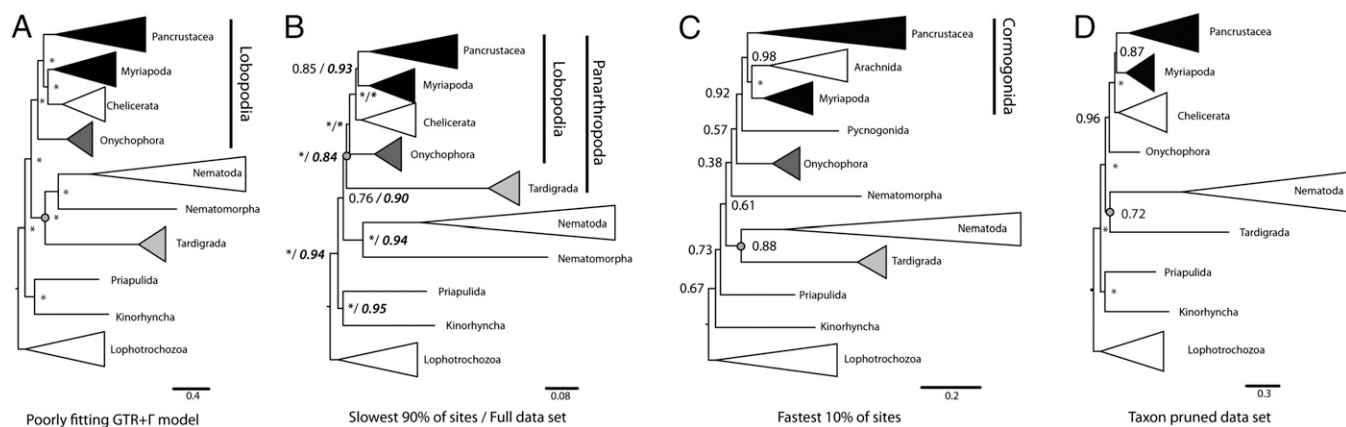 A
Pancrustacea
Myriapoda
Chelicerata
Onychophora
Nematoda
Nematomorpha
Tardigrada
Priapulida
Kinorhyncha
Lophotrochozoa
Lobopodia
* * * * * * * *
0.4
Poorly fitting GTR+Γ model
B
Pancrustacea
0.85 / 0.93
Myriapoda
*/*
Chelicerata
*/*
Onychophora
*/ 0.84
Tardigrada
0.76 / 0.90
Nematoda
*/ 0.94
Nematomorpha
*/ 0.94
Priapulida
*/ 0.95
Kinorhyncha
Lophotrochozoa
Lobopodia
Panarthropoda
0.08
Slowest 90% of sites / Full data set
C
Pancrustacea
0.98
Arachnida
*
Myriapoda
0.92
Pycnogonida
0.57
Onychophora
0.38
Nematomorpha
0.61
Nematoda
0.88
Tardigrada
0.73
Priapulida
0.67
Kinorhyncha
Lophotrochozoa
Cormogonida
0.2
Fastest 10% of sites
D
Pancrustacea
0.87
Myriapoda
*
Chelicerata
0.96
Onychophora
*
Nematoda
0.72
Tardigrada
*
Priapulida
*
Kinorhyncha
Lophotrochozoa
0.3
Taxon pruned data set